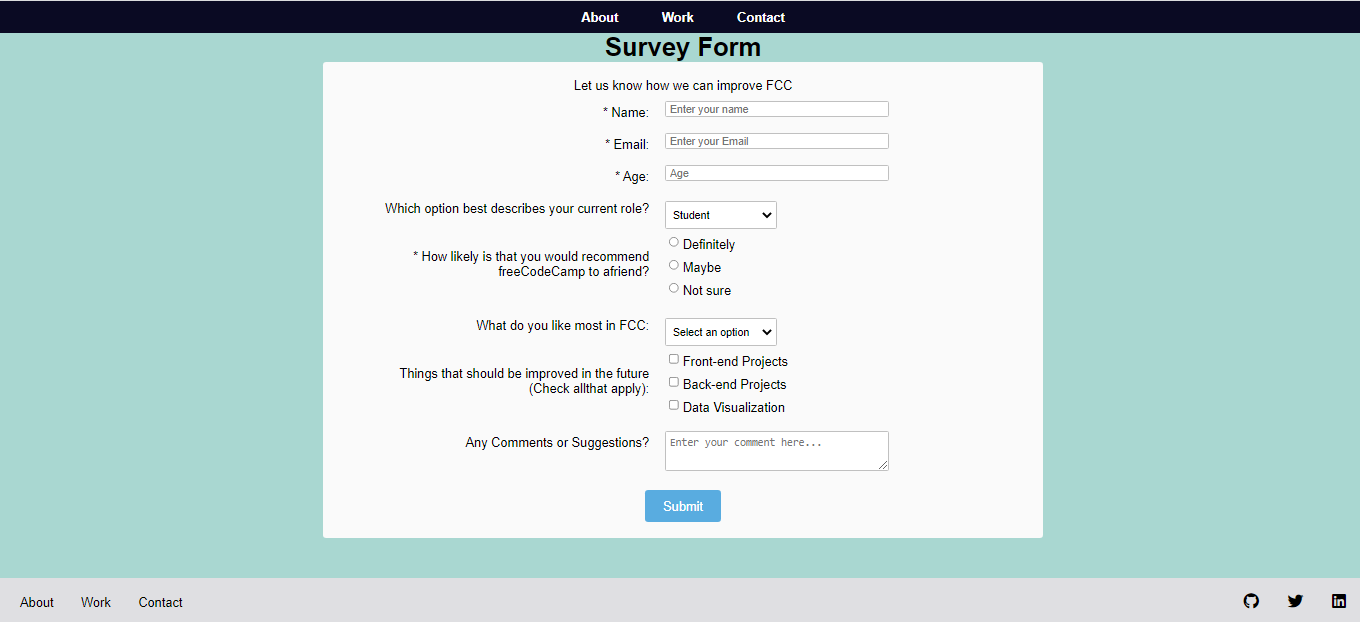 About Work Contact
Survey Form
Let us know how we can improve FCC
* Name: Enter your name
* Email: Enter your Email
* Age: Age
Which option best describes your current role? Student
* How likely is that you would recommend
freeCodeCamp to afriend?
Definitely
Maybe
Not sure
What do you like most in FCC: Select an option
Things that should be improved in the future
(Check allthat apply):
Front-end Projects
Back-end Projects
Data Visualization
Any Comments or Suggestions? Enter your comment here...
Submit
About Work Contact